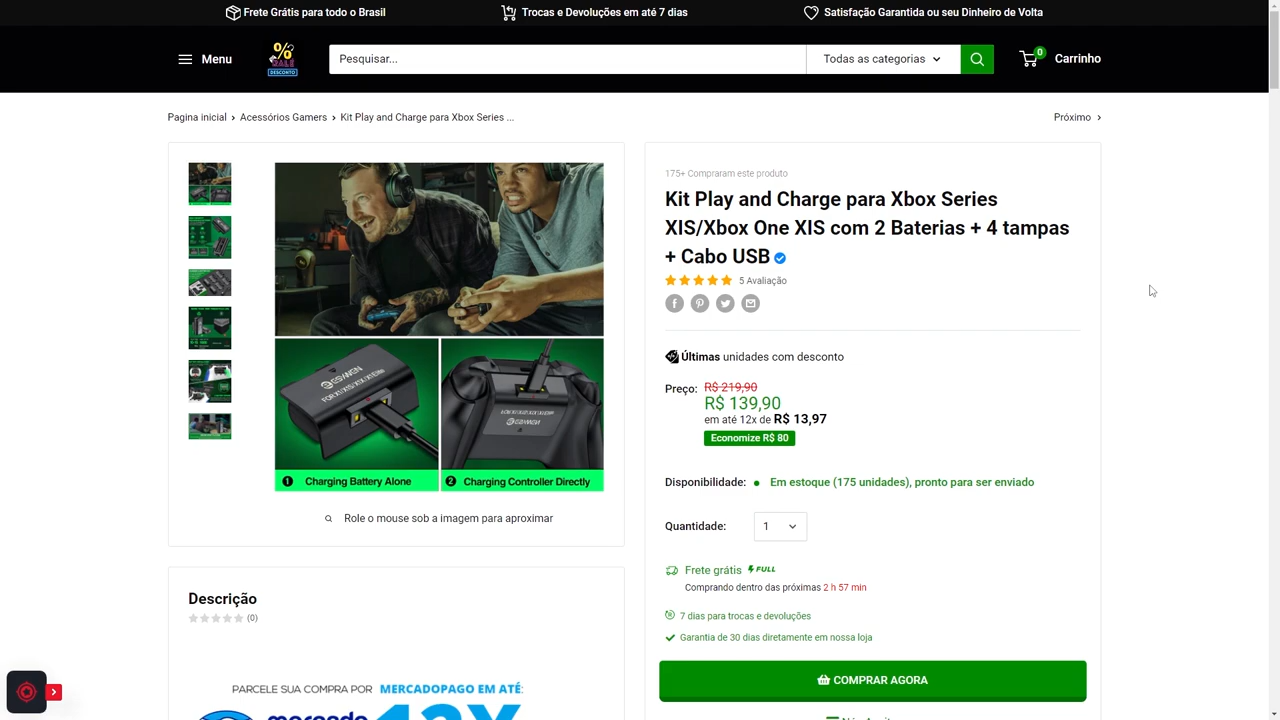 Frete Grátis para todo o Brasil
Trocas e Devoluções em até 7 dias
Satisfação Garantida ou seu Dinheiro de Volta
Menu
%
SALE
DESCONTO
Pesquisar...
Todas as categorias
0
Carrinho
Pagina inicial
Acessórios Gamers
Kit Play and Charge para Xbox Series ...
Próximo
1 Charging Battery Alone
2 Charging Controller Directly
Role o mouse sob a imagem para aproximar
Descrição
(0)
PARCELE SUA COMPRA POR MERCADOPAGO EM ATÉ:
175+ Compraram este produto
Kit Play and Charge para Xbox Series
XIS/Xbox One XIS com 2 Baterias + 4 tampas
+ Cabo USB
5 Avaliação
Últimas unidades com desconto
Preço: R$ 219,90
R$ 139,90
em até 12x de R$ 13,97
Economize R$ 80
Disponibilidade: Em estoque (175 unidades), pronto para ser enviado
Quantidade: 1
Frete grátis FULL
Comprando dentro das próximas 2 h 57 min
7 dias para trocas e devoluções
Garantia de 30 dias diretamente em nossa loja
COMPRAR AGORA